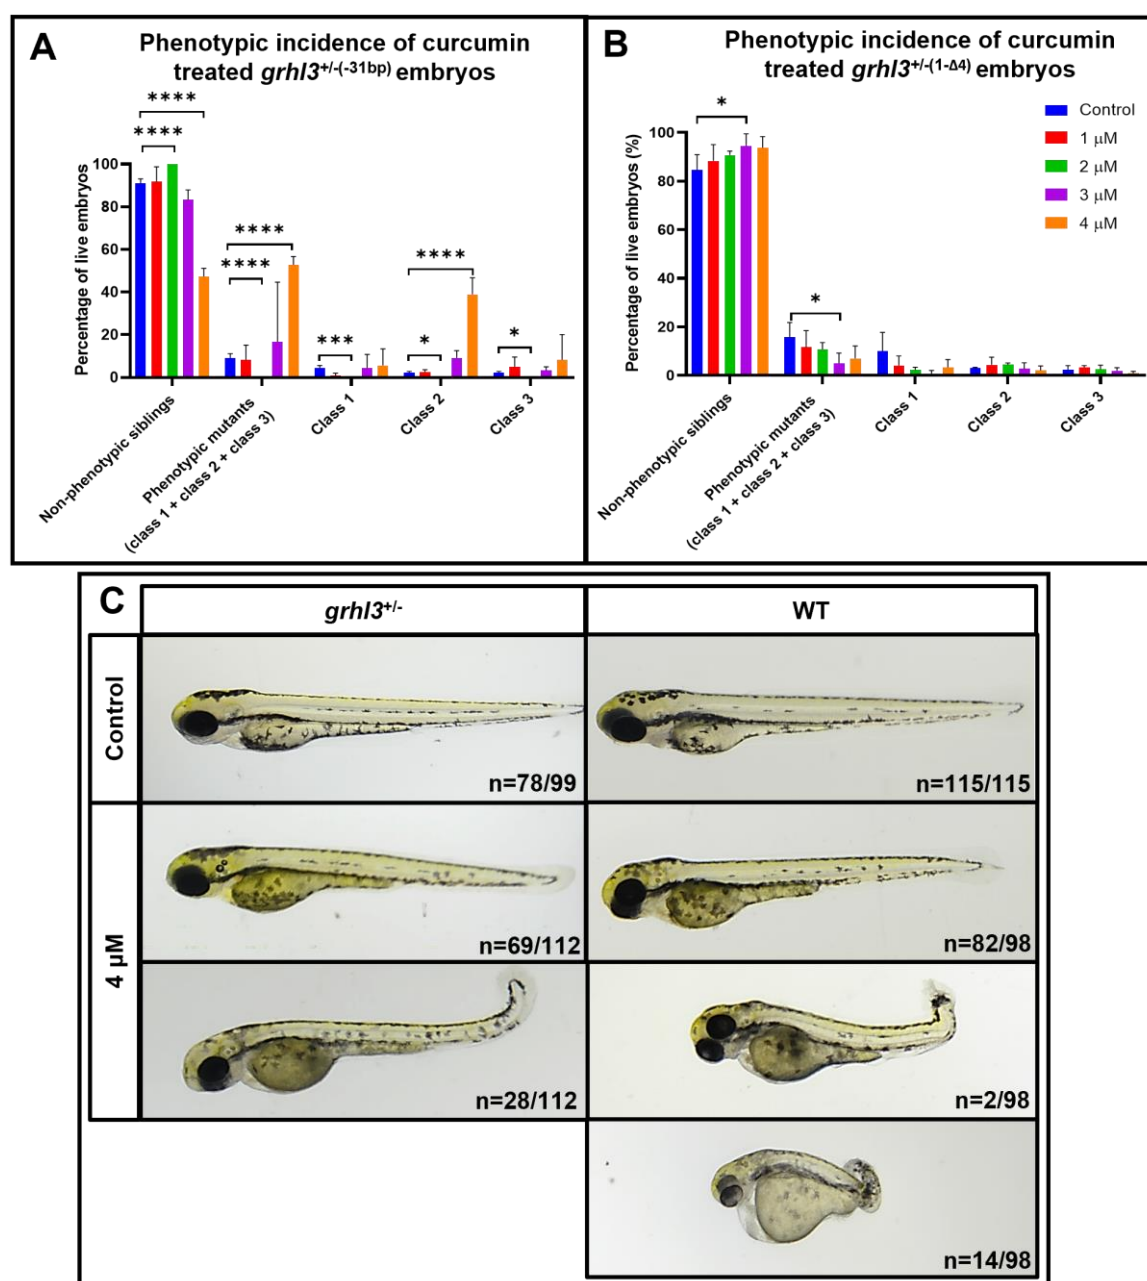 A
Phenotypic incidence of curcumin
treated grhl3+/-(-31bp) embryos
Percentage of live embryos
100
80
60
40
20
0
****
****
****
****
***
****
*
*
Non-phenotypic siblings
Phenotypic mutants
(class 1 + class 2 + class 3)
Class 1
Class 2
Class 3
B
Phenotypic incidence of curcumin
treated grhl3+/-(1-Δ4) embryos
Percentage of live embryos (%)
100
80
60
40
20
0
*
*
Control
1 μM
2 μM
3 μM
4 μM
Non-phenotypic siblings
Phenotypic mutants
(class 1 + class 2 + class 3)
Class 1
Class 2
Class 3
C
grhl3+/-
WT
Control
n=78/99
n=115/115
4 μM
n=69/112
n=82/98
n=28/112
n=2/98
n=14/98